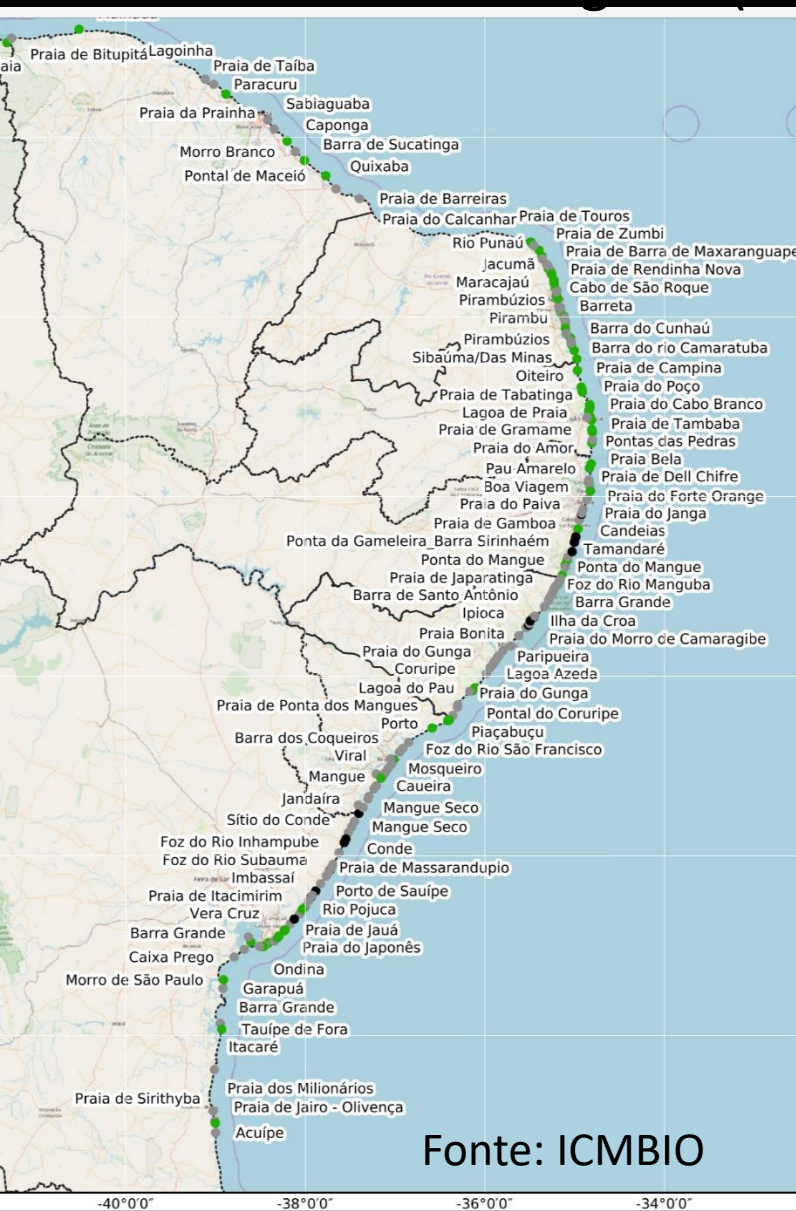 aia
Praia de Bitupitá
Lagoinha
Praia de Taíba
Paracuru
Praia da Prainha
Sabiaguaba
Caponga
Morro Branco
Barra de Sucatinga
Pontal de Maceió
Quixaba
Praia de Barreiras
Praia do Calcanhar
Praia de Touros
Rio Punaú
Praia de Zumbi
Praia de Barra de Maxaranguape
Jacumã
Praia de Rendinha Nova
Maracajaú
Cabo de São Roque
Pirambúzios
Barreta
Pirambu
Barra do Cunhaú
Pirambúzios
Barra do rio Camaratuba
Sibaúma/Das Minas
Praia de Campina
Oiteiro
Praia do Poço
Praia de Tabatinga
Praia do Cabo Branco
Lagoa de Praia
Praia de Tambaba
Praia de Gramame
Pontas das Pedras
Praia do Amor
Praia Bela
Pau Amarelo
Praia de Dell Chifre
Boa Viagem
Praia do Forte Orange
Praia do Paiva
Praia do Janga
Praia de Gamboa
Candeias
Ponta da Gameleira_Barra Sirinhaém
Tamandaré
Ponta do Mangue
Ponta do Mangue
Praia de Japaratinga
Foz do Rio Manguba
Barra de Santo Antônio
Barra Grande
Ipioca
Ilha da Croa
Praia Bonita
Praia do Morro de Camaragibe
Praia do Gunga
Paripueira
Coruripe
Lagoa Azeda
Lagoa do Pau
Praia do Gunga
Praia de Ponta dos Mangues
Pontal do Coruripe
Porto
Piaçabuçu
Barra dos Coqueiros
Foz do Rio São Francisco
Viral
Mosqueiro
Mangue
Caueira
Jandaíra
Mangue Seco
Sítio do Conde
Mangue Seco
Foz do Rio Inhampube
Conde
Foz do Rio Subauma
Praia de Massarandupio
Imbassaí
Porto de Sauípe
Praia de Itacimirim
Rio Pojuca
Vera Cruz
Praia de Jauá
Barra Grande
Praia do Japonês
Caixa Prego
Ondina
Morro de São Paulo
Garapuá
Barra Grande
Tauípe de Fora
Itacaré
Praia dos Milionários
Praia de Sirithyba
Praia de Jairo - Olivença
Acuípe
Fonte: ICMBIO
-40°0′0″
-38°0′0″
-36°0′0″
-34°0′0″